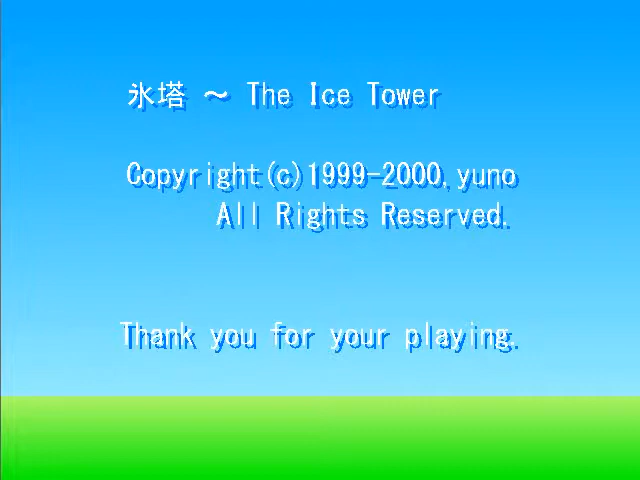 氷塔 ～ The Ice Tower
Copyright(c)1999-2000,yuno
All Rights Reserved.
Thank you for your playing.